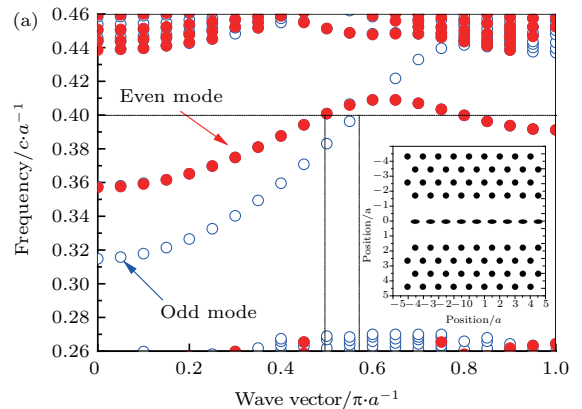 (a)
0.46
0.44
0.42
0.40
0.38
0.36
0.34
0.32
0.30
0.28
0.26
Frequency/c·a⁻¹
Even mode
Odd mode
0 0.2 0.4 0.6 0.8 1.0
Wave vector/π·a⁻¹
−4
−3
−2
−1
0
1
2
3
4
5
Position/a
−5 −4 −3 −2 −1 0 1 2 3 4 5
Position/a